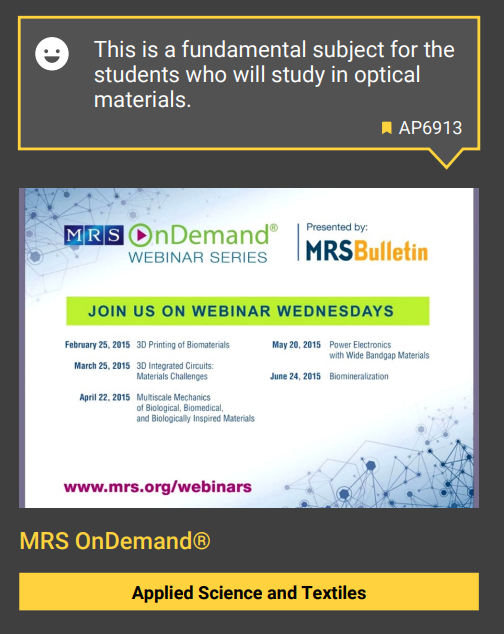 This is a fundamental subject for the
students who will study in optical
materials.
AP6913
MRS OnDemand®
WEBINAR SERIES
Presented by:
MRSBulletin
JOIN US ON WEBINAR WEDNESDAYS
February 25, 2015 3D Printing of Biomaterials
March 25, 2015 3D Integrated Circuits:
Materials Challenges
April 22, 2015 Multiscale Mechanics
of Biological, Biomedical,
and Biologically Inspired Materials
May 20, 2015 Power Electronics
with Wide Bandgap Materials
June 24, 2015 Biomineralization
www.mrs.org/webinars
MRS OnDemand®
Applied Science and Textiles